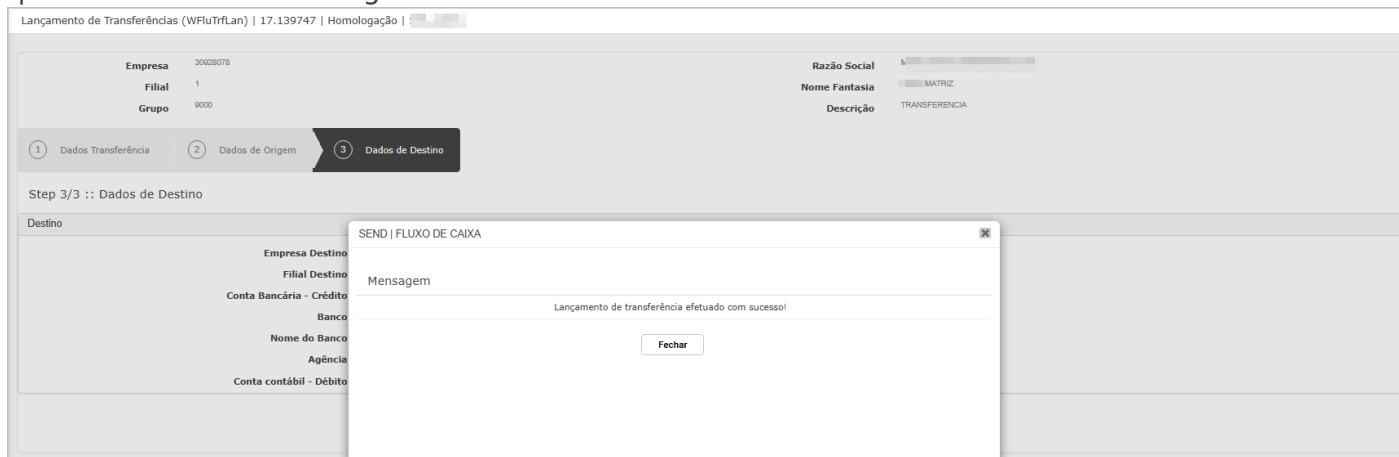 Lançamento de Transferências (WFluTrfLan) | 17.139747 | Homologação |
Empresa 30928078
Razão Social
Filial 1
Nome Fantasia MATRIZ
Grupo 9000
Descrição TRANSFERENCIA
1 Dados Transferência
2 Dados de Origem
3 Dados de Destino
Step 3/3 :: Dados de Destino
Destino
SEND | FLUXO DE CAIXA
Empresa Destino
Filial Destino
Mensagem
Conta Bancária - Crédito
Lançamento de transferência efetuado com sucesso!
Banco
Nome do Banco
Fechar
Agência
Conta contábil - Débito